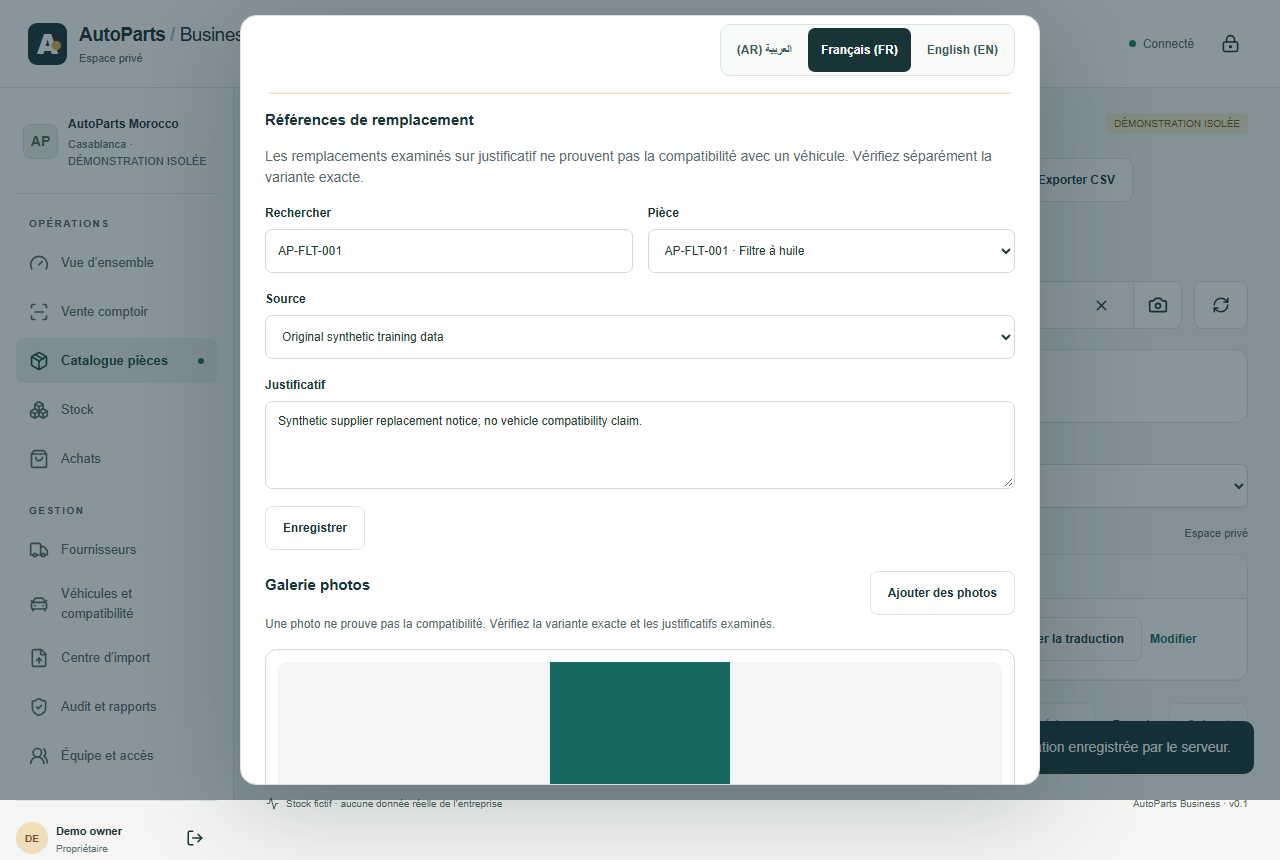 AutoParts / Busines
Espace privé
Connecté
العربية (AR)
Français (FR)
English (EN)
AP
AutoParts Morocco
Casablanca ·
DÉMONSTRATION ISOLÉE
DÉMONSTRATION ISOLÉE
Exporter CSV
OPÉRATIONS
Vue d'ensemble
Vente comptoir
Catalogue pièces
Stock
Achats
GESTION
Fournisseurs
Véhicules et
compatibilité
Centre d'import
Audit et rapports
Équipe et accès
Références de remplacement
Les remplacements examinés sur justificatif ne prouvent pas la compatibilité avec un véhicule. Vérifiez séparément la
variante exacte.
Rechercher
Pièce
AP-FLT-001
AP-FLT-001 · Filtre à huile
Source
Original synthetic training data
Justificatif
Synthetic supplier replacement notice; no vehicle compatibility claim.
Enregistrer
Galerie photos
Ajouter des photos
Une photo ne prouve pas la compatibilité. Vérifiez la variante exacte et les justificatifs examinés.
Espace privé
er la traduction
Modifier
ation enregistrée par le serveur.
Stock fictif · aucune donnée réelle de l'entreprise
AutoParts Business · v0.1
DE
Demo owner
Propriétaire